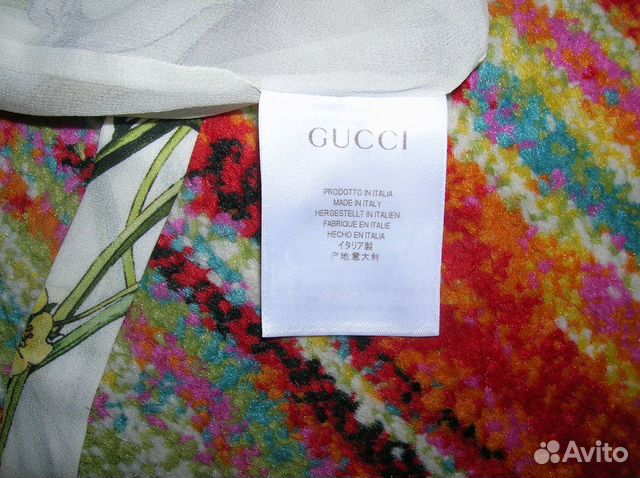 GUCCI
PRODOTTO IN ITALIA
MADE IN ITALY
HERGESTELLT IN ITALIEN
FABRIQUE EN ITALIE
HECHO EN ITALIA
イタリア製
产地意大利
Avito